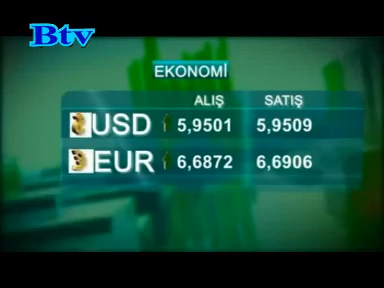 Btv
EKONOMİ
ALIŞ SATIŞ
USD 5,9501 5,9509
EUR 6,6872 6,6906